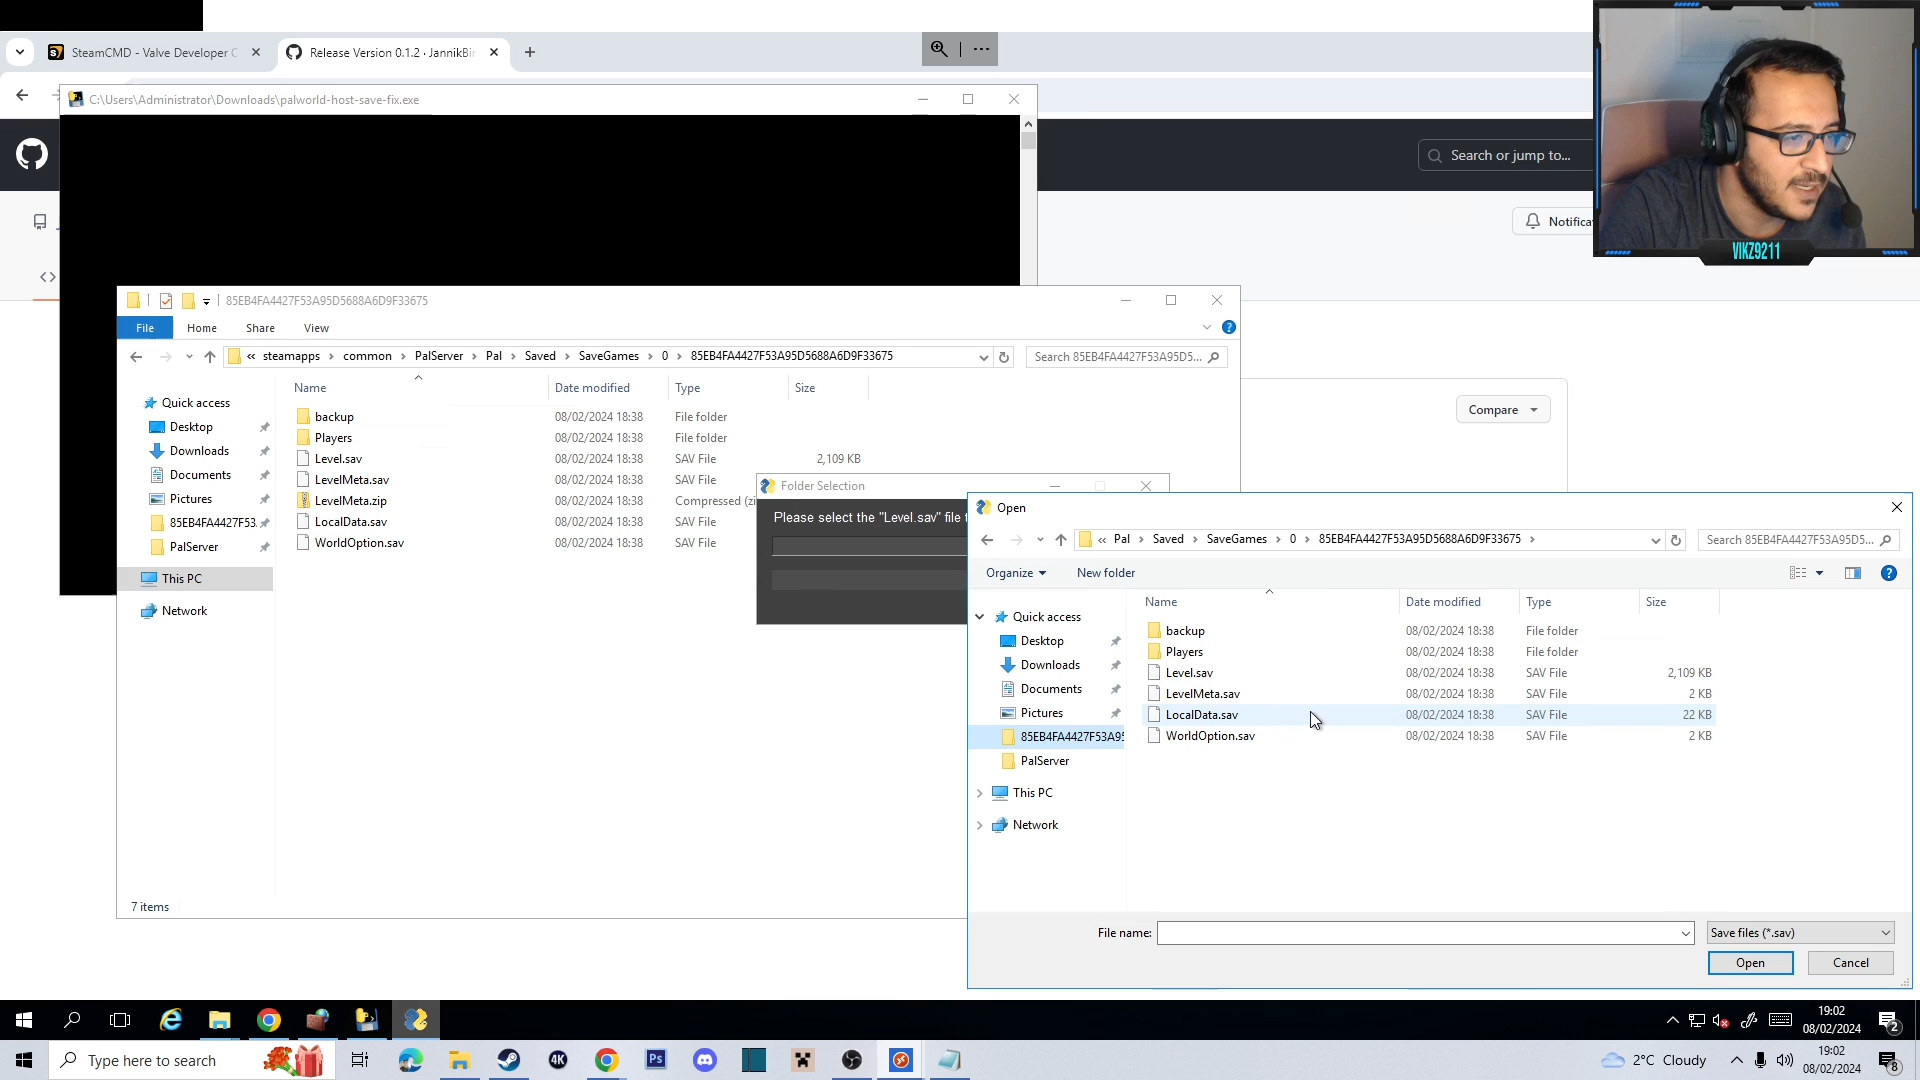 SteamCMD - Valve Developer C
Release Version 0.1.2 · JannikBir
C:\Users\Administrator\Downloads\palworld-host-save-fix.exe
Search or jump to...
Notificat
VIKZ9211
Compare
85EB4FA4427F53A95D5688A6D9F33675
File Home Share View
« steamapps › common › PalServer › Pal › Saved › SaveGames › 0 › 85EB4FA4427F53A95D5688A6D9F33675
Search 85EB4FA4427F53A95D5...
Name Date modified Type Size
Quick access
Desktop
Downloads
Documents
Pictures
85EB4FA4427F53.
PalServer
This PC
Network
backup 08/02/2024 18:38 File folder
Players 08/02/2024 18:38 File folder
Level.sav 08/02/2024 18:38 SAV File 2,109 KB
LevelMeta.sav 08/02/2024 18:38 SAV File
LevelMeta.zip 08/02/2024 18:38 Compressed (zi
LocalData.sav 08/02/2024 18:38 SAV File
WorldOption.sav 08/02/2024 18:38 SAV File
7 items
Folder Selection
Please select the "Level.sav" file t
Open
« Pal › Saved › SaveGames › 0 › 85EB4FA4427F53A95D5688A6D9F33675 ›
Search 85EB4FA4427F53A95D5...
Organize New folder
Name Date modified Type Size
Quick access
Desktop
Downloads
Documents
Pictures
85EB4FA4427F53A95
PalServer
This PC
Network
backup 08/02/2024 18:38 File folder
Players 08/02/2024 18:38 File folder
Level.sav 08/02/2024 18:38 SAV File 2,109 KB
LevelMeta.sav 08/02/2024 18:38 SAV File 2 KB
LocalData.sav 08/02/2024 18:38 SAV File 22 KB
WorldOption.sav 08/02/2024 18:38 SAV File 2 KB
File name: Save files (*.sav)
Open Cancel
19:02
08/02/2024
2
Type here to search
4K
Ps
2°C Cloudy
19:02
08/02/2024
8